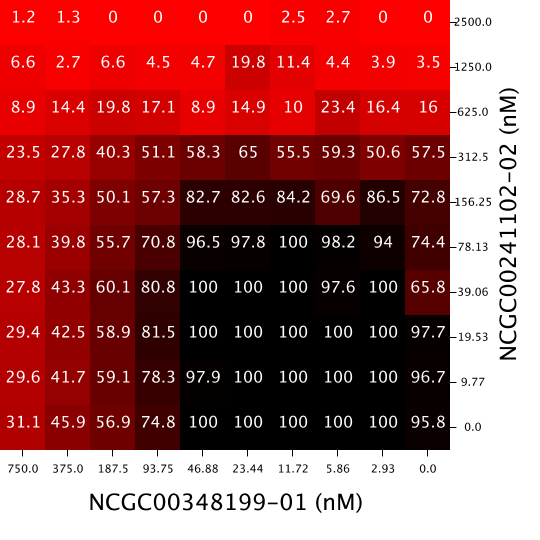 1.2 1.3 0 0 0 0 2.5 2.7 0 0 2500.0
6.6 2.7 6.6 4.5 4.7 19.8 11.4 4.4 3.9 3.5 1250.0
8.9 14.4 19.8 17.1 8.9 14.9 10 23.4 16.4 16 625.0
23.5 27.8 40.3 51.1 58.3 65 55.5 59.3 50.6 57.5 312.5
28.7 35.3 50.1 57.3 82.7 82.6 84.2 69.6 86.5 72.8 156.25
28.1 39.8 55.7 70.8 96.5 97.8 100 98.2 94 74.4 78.13
27.8 43.3 60.1 80.8 100 100 100 97.6 100 65.8 39.06
29.4 42.5 58.9 81.5 100 100 100 100 100 97.7 19.53
29.6 41.7 59.1 78.3 97.9 100 100 100 100 96.7 9.77
31.1 45.9 56.9 74.8 100 100 100 100 100 95.8 0.0
750.0 375.0 187.5 93.75 46.88 23.44 11.72 5.86 2.93 0.0
NCGC00348199-01 (nM)
NCGC00241102-02 (nM)